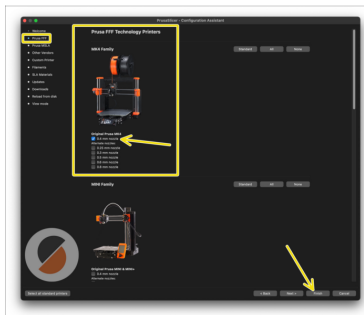 PrusaSlicer - Configuration Assistant
Welcome
Prusa FFF
Prusa MSLA
Other Vendors
Custom Printer
Filaments
SLA Materials
Updates
Downloads
Reload from disk
View mode
Prusa FFF Technology Printers
MK4 Family
Standard
All
None
Original Prusa MK4
0.4 mm nozzle
Alternate nozzles:
0.25 mm nozzle
0.3 mm nozzle
0.5 mm nozzle
0.6 mm nozzle
0.8 mm nozzle
MINI Family
Standard
All
None
Original Prusa MINI & MINI+
0.4 mm nozzle
Alternate nozzles:
Select all standard printers
< Back
Next >
Finish
Cancel